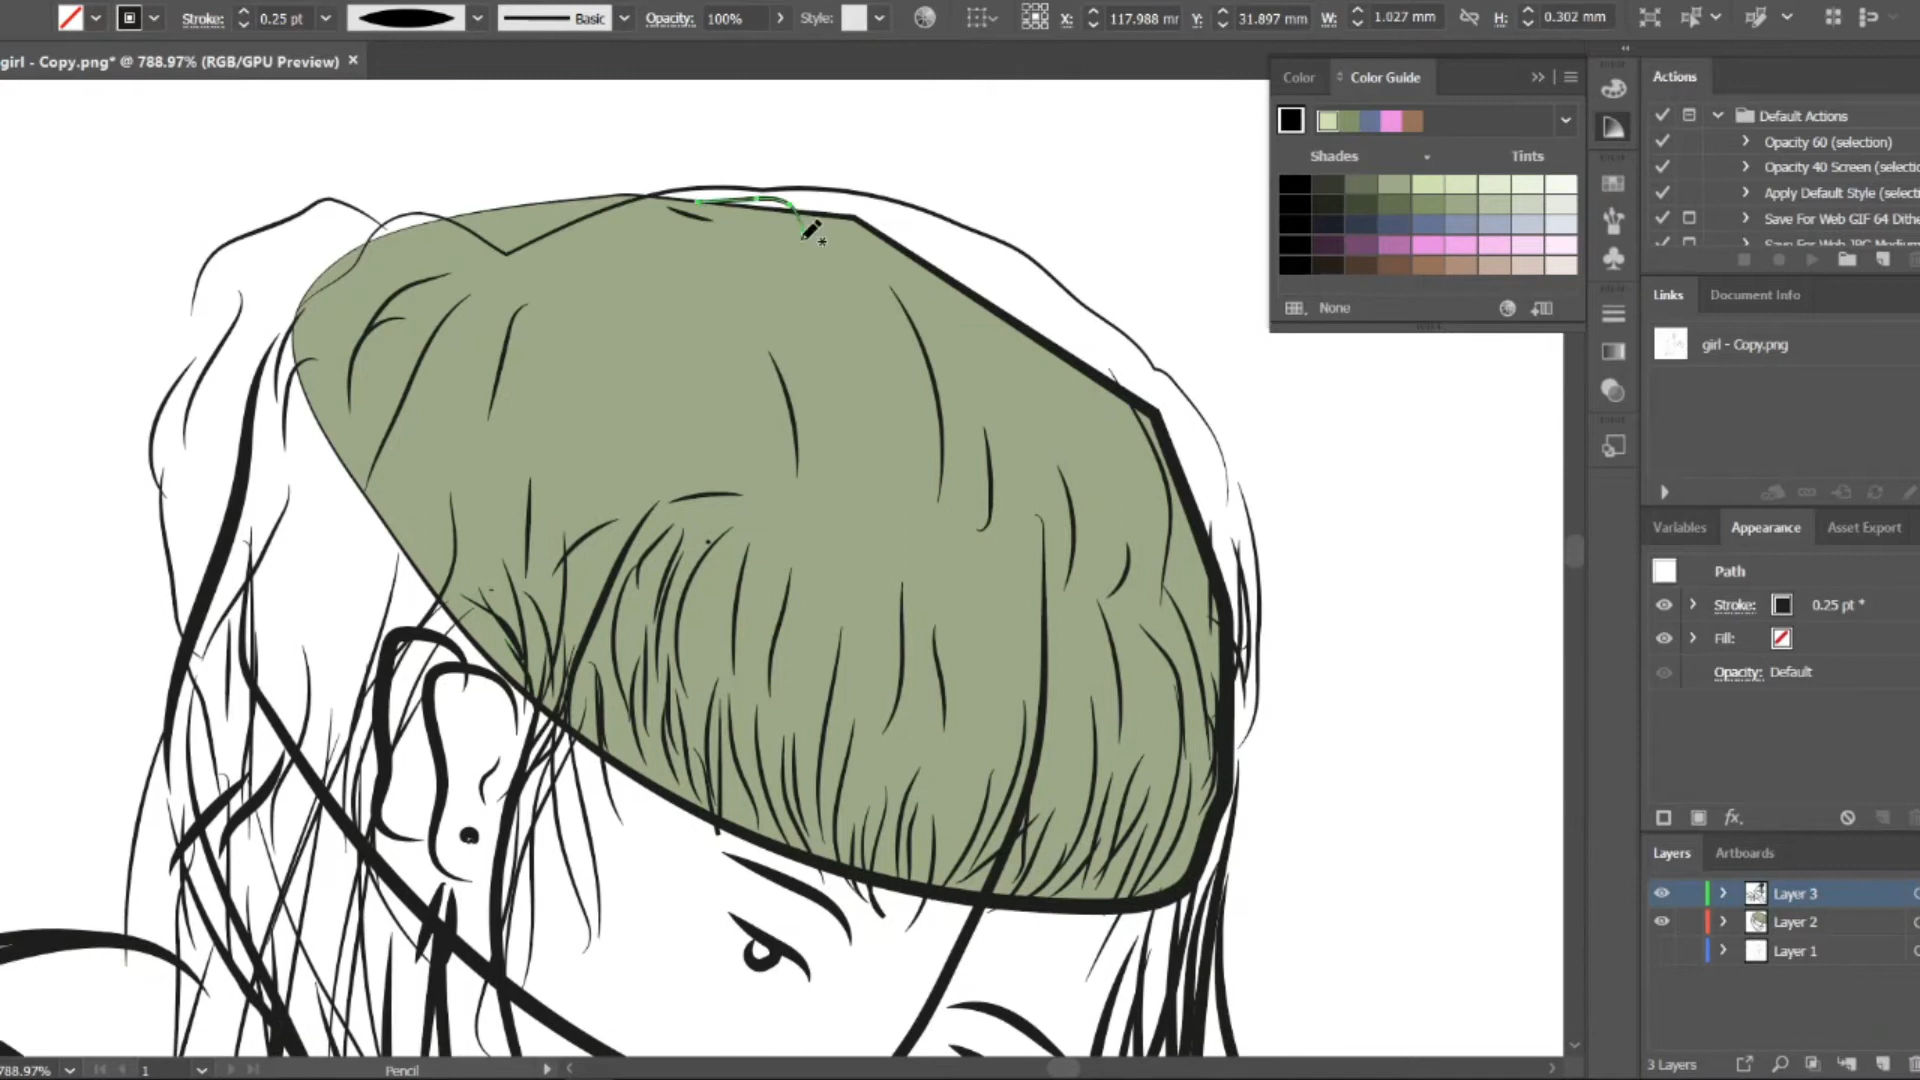 Stroke: 0.25 pt Basic Opacity: 100% Style: X: 117.988 mm Y: 31.897 mm W: 1.027 mm H: 0.302 mm
girl - Copy.png* @ 788.97% (RGB/GPU Preview) ×
Color Color Guide
Shades Tints
None
Actions
Default Actions
Opacity 60 (selection)
Opacity 40 Screen (selectio
Apply Default Style (selecti
Save For Web GIF 64 Dithe
Links Document Info
girl - Copy.png
Variables Appearance Asset Export
Path
Stroke: 0.25 pt *
Fill:
Opacity: Default
fx.
Layers Artboards
Layer 3
Layer 2
Layer 1
3 Layers
788.97% 1 Pencil